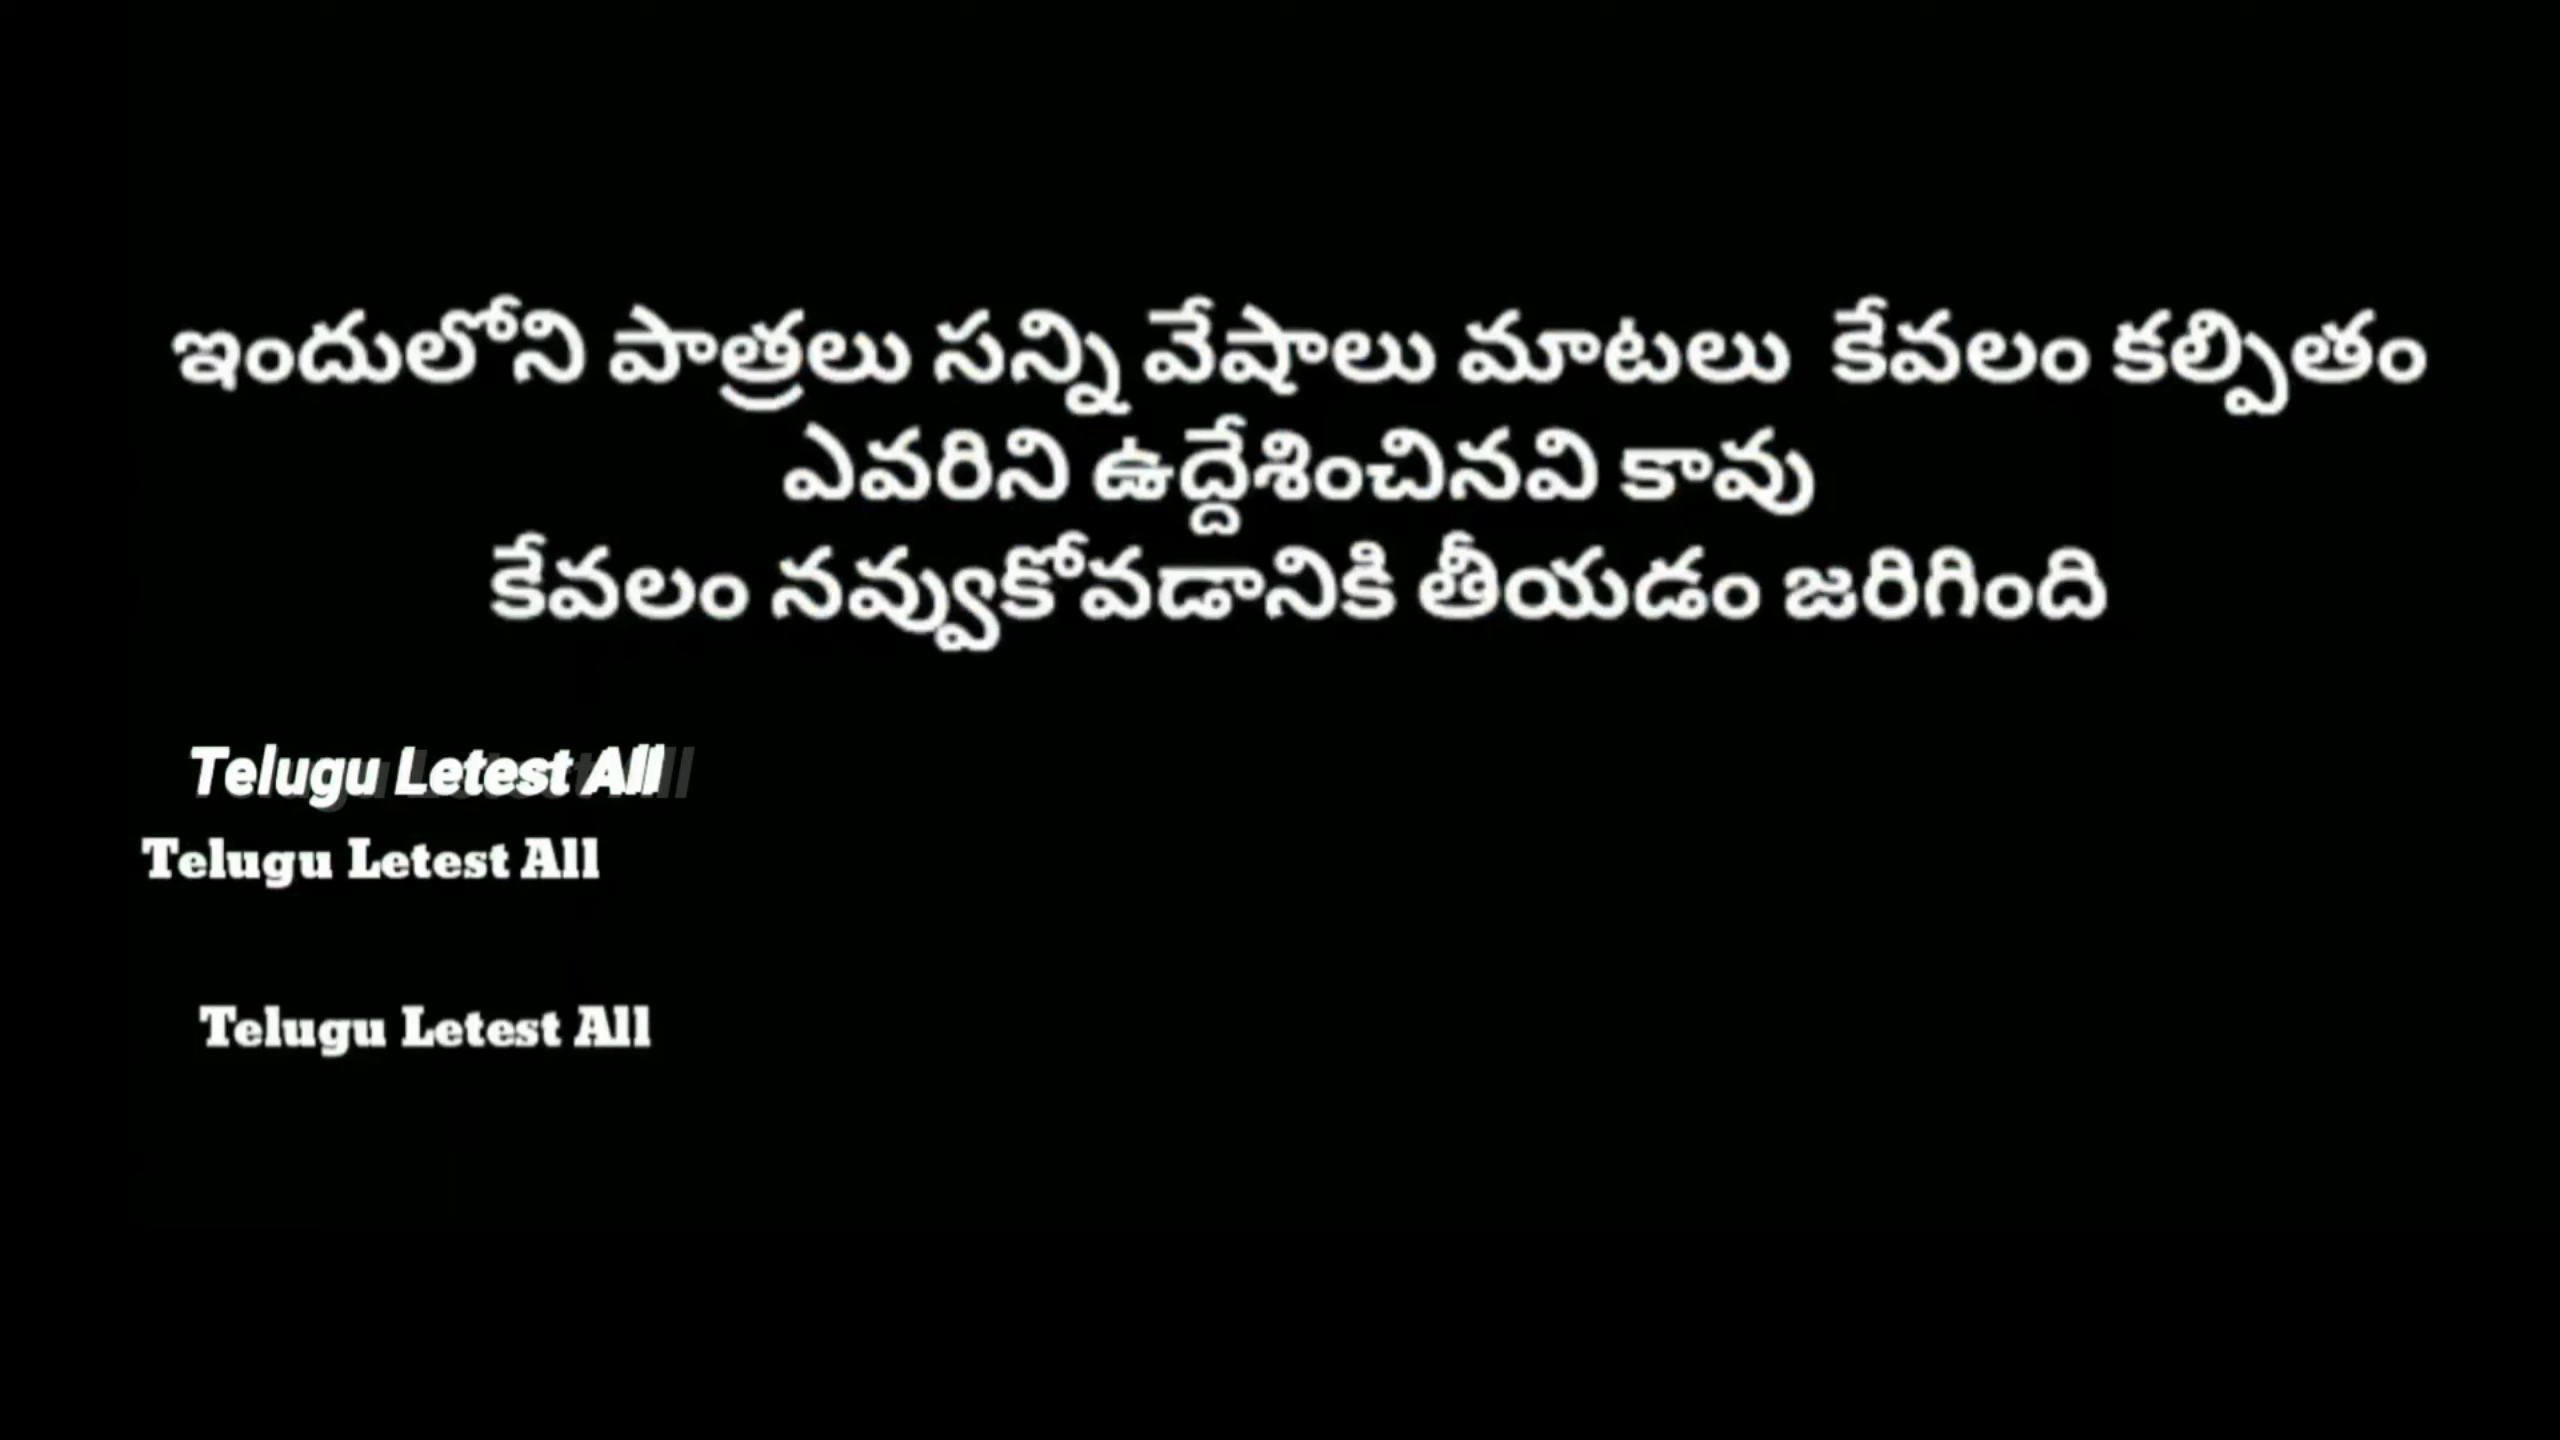 ఇందులోని పాత్రలు సన్ని వేషాలు మాటలు కేవలం కల్పితం
ఎవరిని ఉద్దేశించినవి కావు
కేవలం నవ్వుకోవడానికి తీయడం జరిగింది
Telugu Letest All
Telugu Letest All
Telugu Letest All